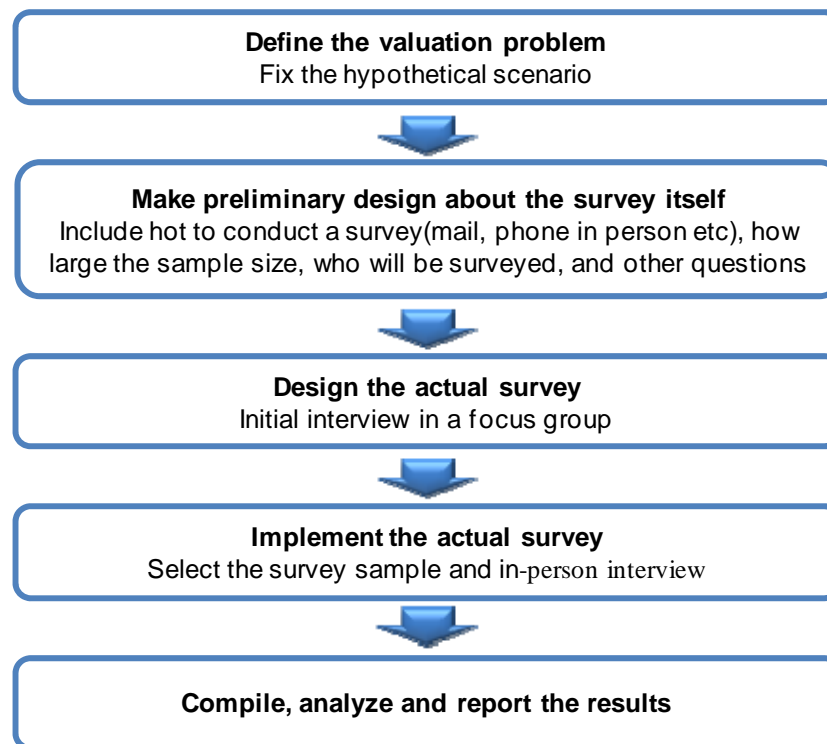 Define the valuation problem
Fix the hypothetical scenario
Make preliminary design about the survey itself
Include hot to conduct a survey(mail, phone in person etc), how
large the sample size, who will be surveyed, and other questions
Design the actual survey
Initial interview in a focus group
Implement the actual survey
Select the survey sample and in-person interview
Compile, analyze and report the results